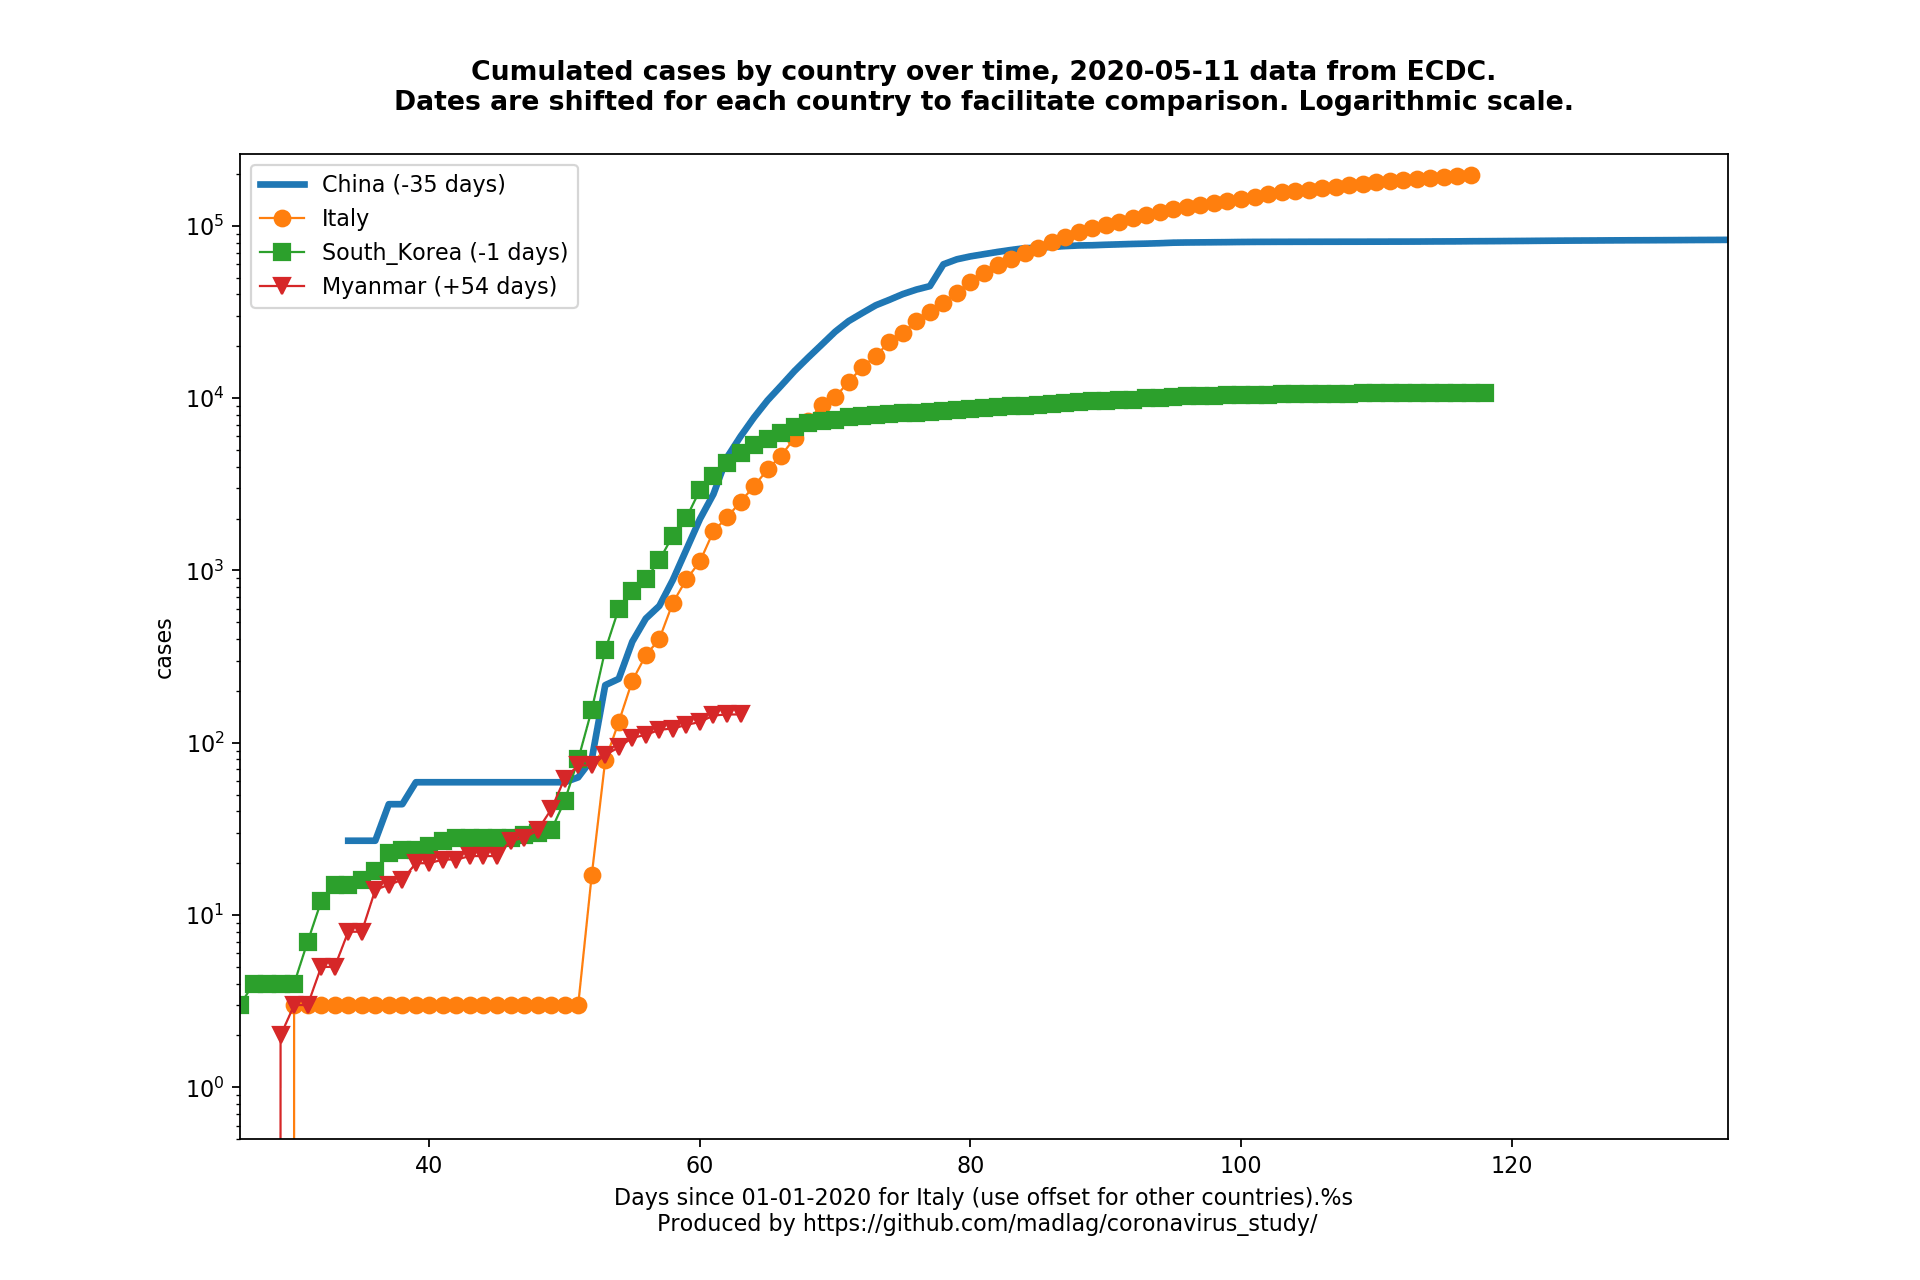 Cumulated cases by country over time, 2020-05-11 data from ECDC.
Dates are shifted for each country to facilitate comparison. Logarithmic scale.
China (-35 days)
Italy
South_Korea (-1 days)
Myanmar (+54 days)
10⁵
10⁴
10³
10²
10¹
10⁰
cases
40 60 80 100 120
Days since 01-01-2020 for Italy (use offset for other countries).%s
Produced by https://github.com/madlag/coronavirus_study/